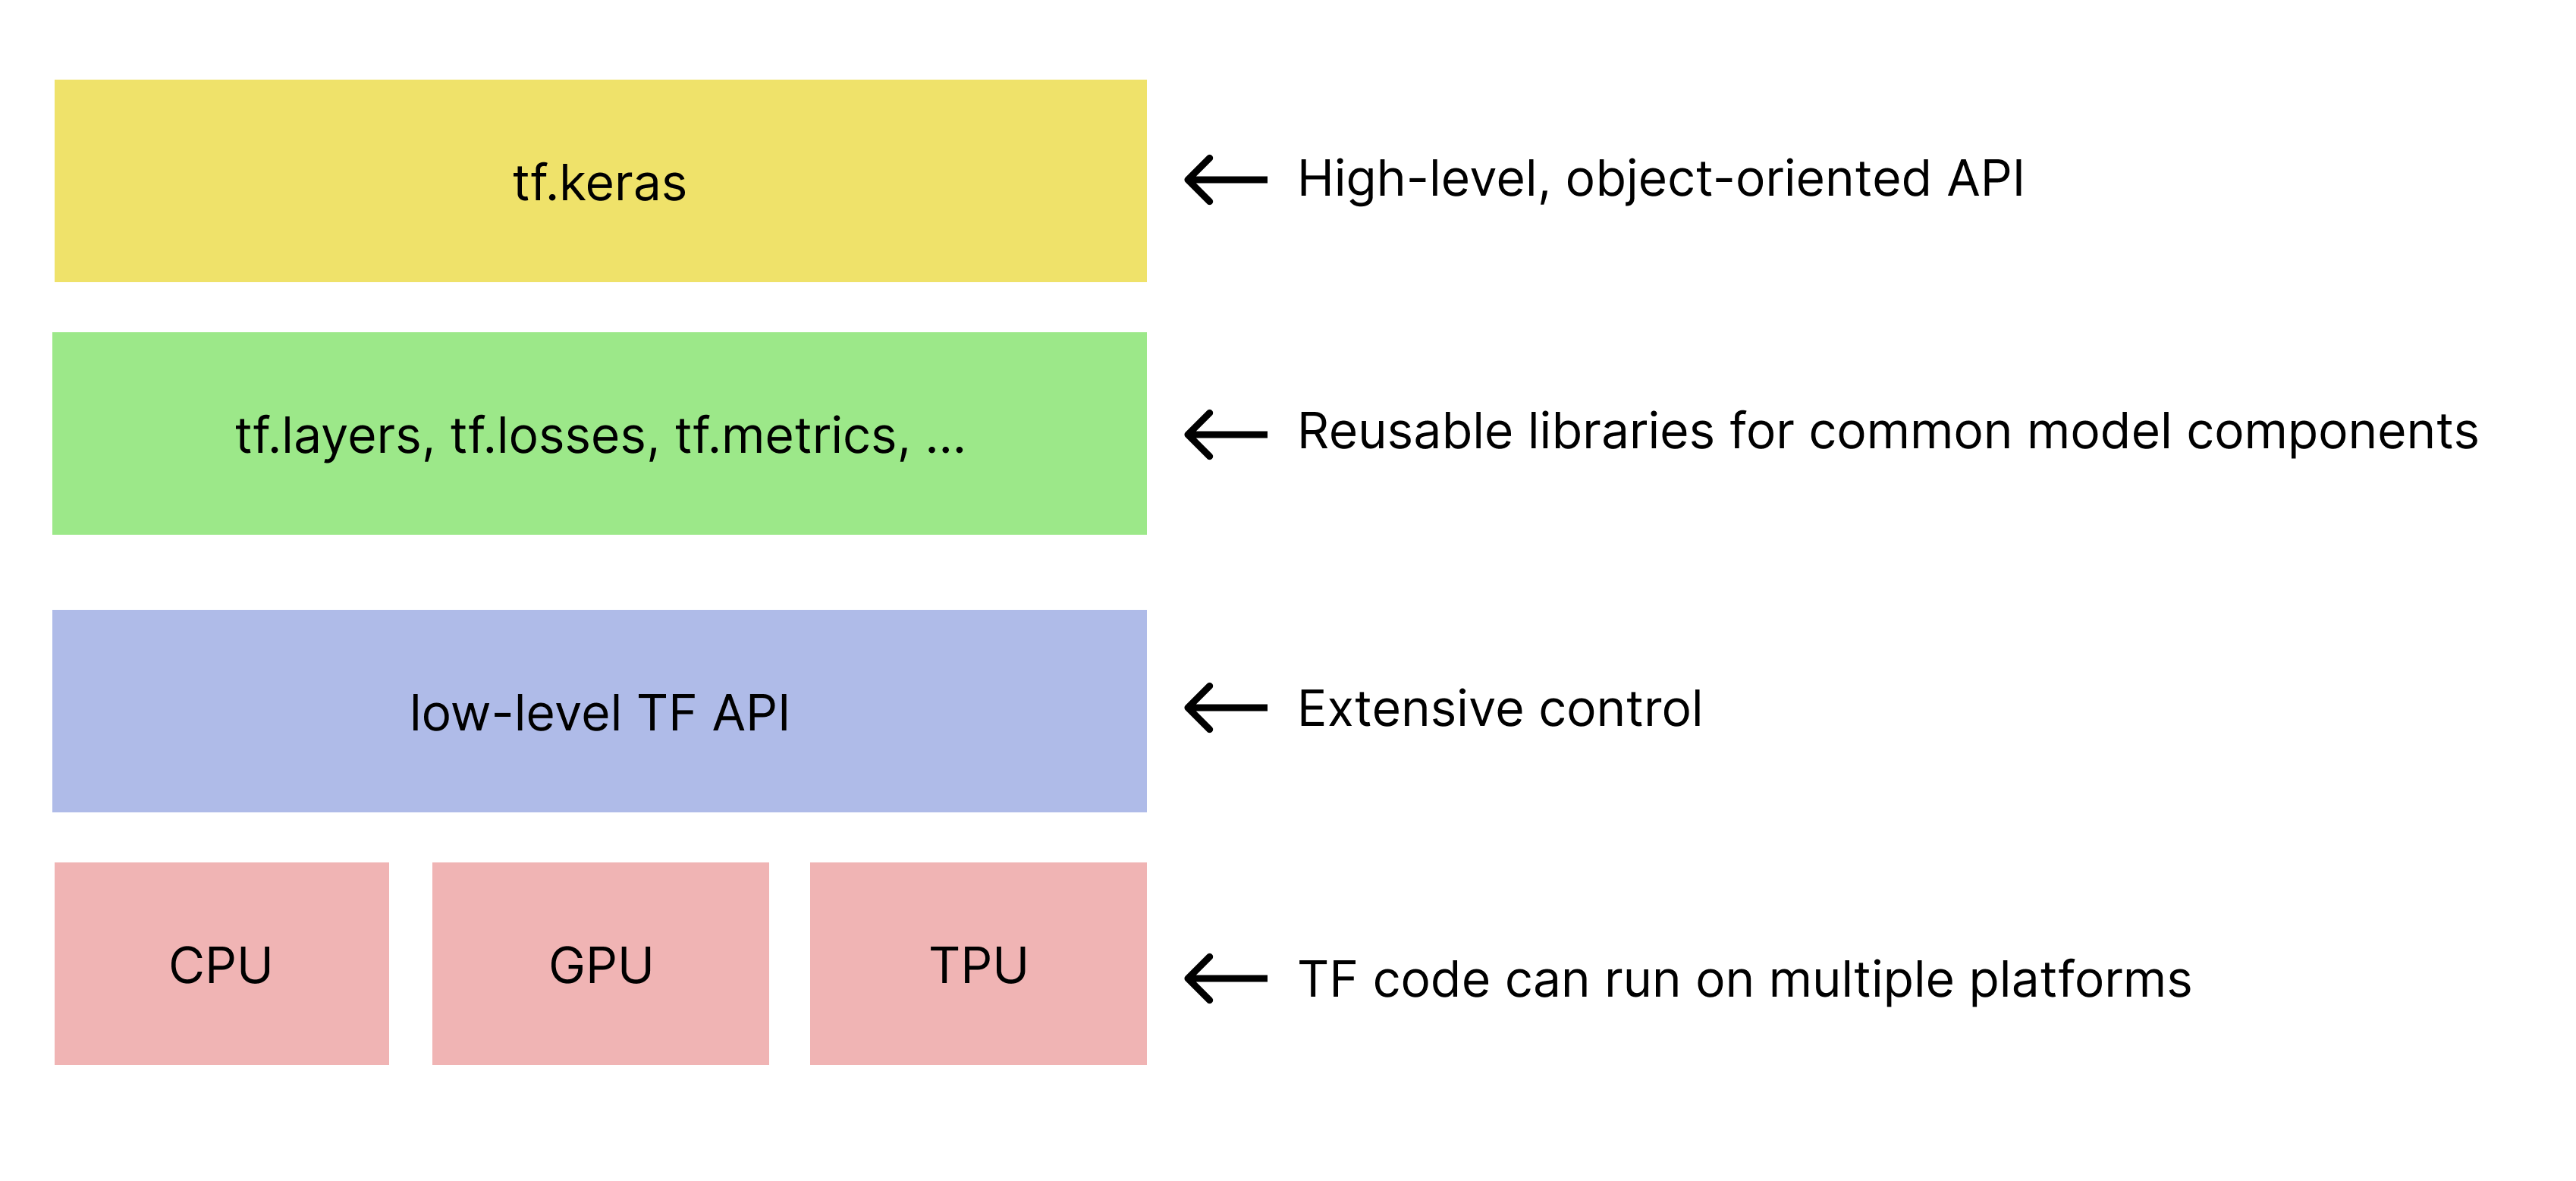 tf.keras
High-level, object-oriented API
tf.layers, tf.losses, tf.metrics, ...
Reusable libraries for common model components
low-level TF API
Extensive control
CPU
GPU
TPU
TF code can run on multiple platforms